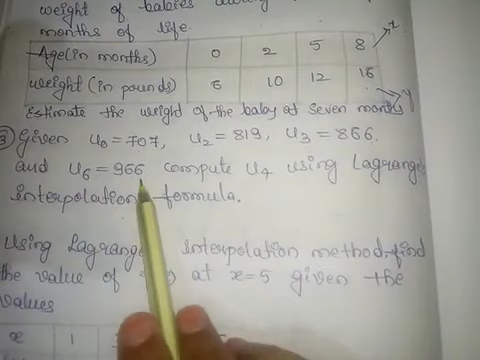 weight of babies during
months of life.
Age(in months) 0 2 5 8 x
weight (in pounds) 6 10 12 16 y
Estimate the weight of the baby at seven months
③ Given u₀ = 707, u₂ = 819, u₃ = 866
and u₆ = 966 compute u₄ using Lagrange
interpolation formula.
Using Lagrange interpolation method find
the value of at x=5 given the
values
x 1